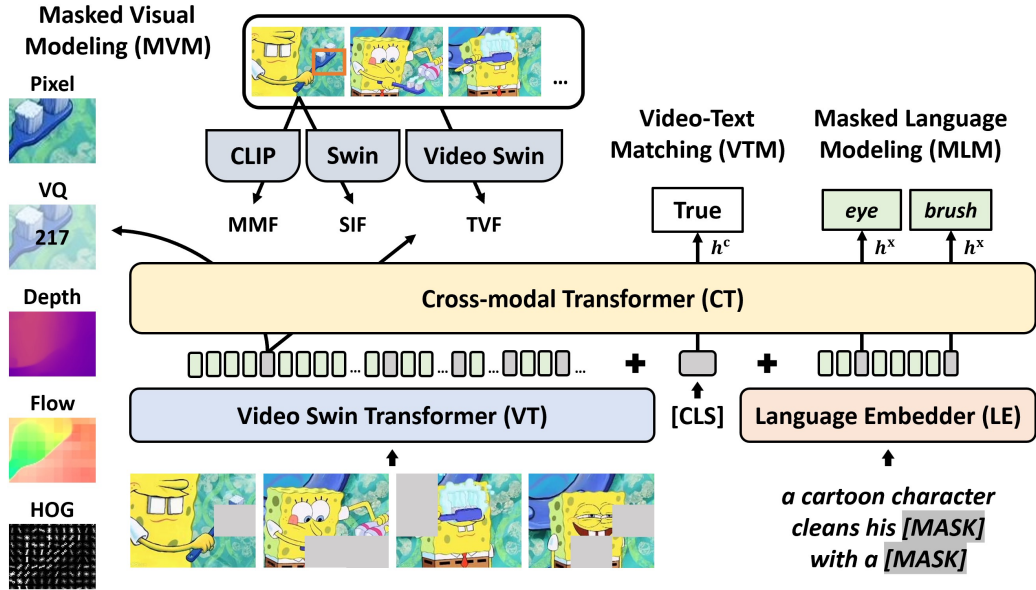 Masked Visual
Modeling (MVM)
Pixel
VQ
217
Depth
Flow
HOG
...
CLIP
Swin
Video Swin
MMF
SIF
TVF
Video-Text
Matching (VTM)
True
h^c
Masked Language
Modeling (MLM)
eye
brush
h^x
h^x
Cross-modal Transformer (CT)
... ... ... ...
+
+
Video Swin Transformer (VT)
[CLS]
Language Embedder (LE)
a cartoon character
cleans his [MASK]
with a [MASK]